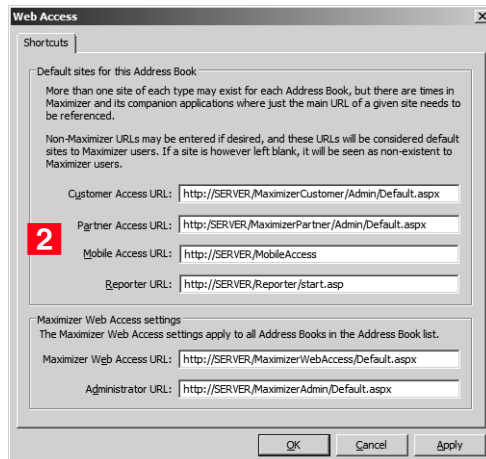 Web Access
Shortcuts
Default sites for this Address Book
More than one site of each type may exist for each Address Book, but there are times in
Maximizer and its companion applications where just the main URL of a given site needs to
be referenced.
Non-Maximizer URLs may be entered if desired, and these URLs will be considered default
sites to Maximizer users. If a site is however left blank, it will be seen as non-existent to
Maximizer users.
Customer Access URL: http://SERVER/MaximizerCustomer/Admin/Default.aspx
Partner Access URL: http:/SERVER/MaximizerPartner/Admin/Default.aspx
2
Mobile Access URL: http://SERVER/MobileAccess
Reporter URL: http://SERVER/Reporter/start.asp
Maximizer Web Access settings
The Maximizer Web Access settings apply to all Address Books in the Address Book list.
Maximizer Web Access URL: http://SERVER/MaximizerWebAccess/Default.aspx
Administrator URL: http://SERVER/MaximizerAdmin/Default.aspx
OK Cancel Apply